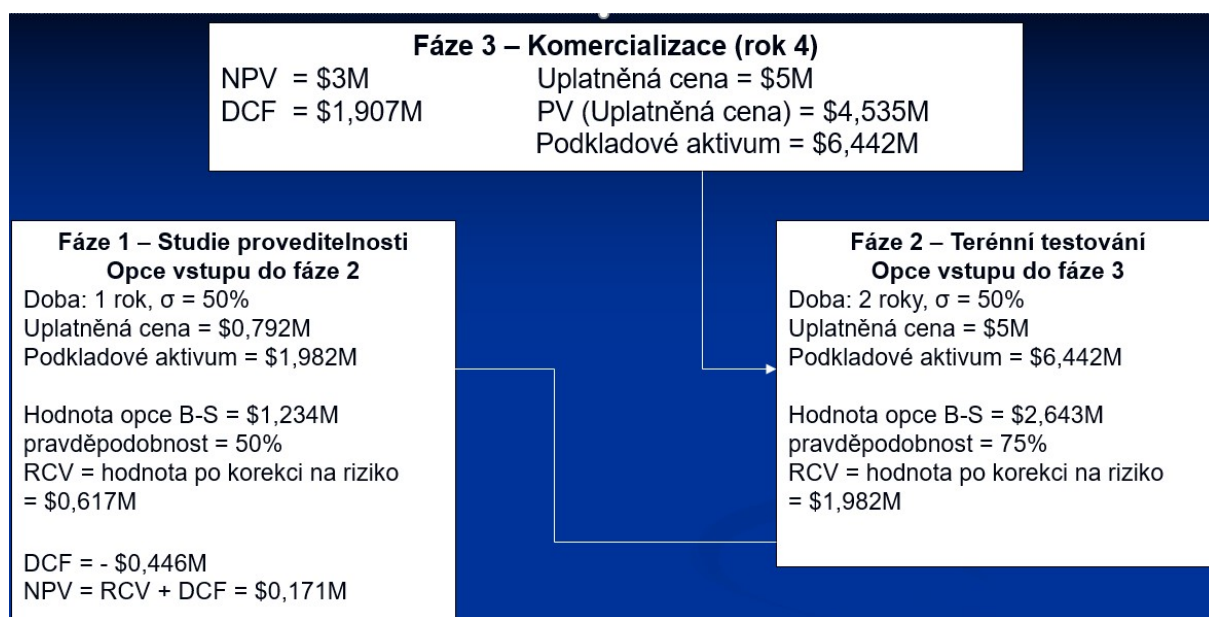 Fáze 3 – Komercializace (rok 4)
NPV = $3M Uplatněná cena = $5M
DCF = $1,907M PV (Uplatněná cena) = $4,535M
Podkladové aktivum = $6,442M
Fáze 1 – Studie proveditelnosti
Opce vstupu do fáze 2
Doba: 1 rok, σ = 50%
Uplatněná cena = $0,792M
Podkladové aktivum = $1,982M
Hodnota opce B-S = $1,234M
pravděpodobnost = 50%
RCV = hodnota po korekci na riziko
= $0,617M
DCF = - $0,446M
NPV = RCV + DCF = $0,171M
Fáze 2 – Terénní testování
Opce vstupu do fáze 3
Doba: 2 roky, σ = 50%
Uplatněná cena = $5M
Podkladové aktivum = $6,442M
Hodnota opce B-S = $2,643M
pravděpodobnost = 75%
RCV = hodnota po korekci na riziko
= $1,982M